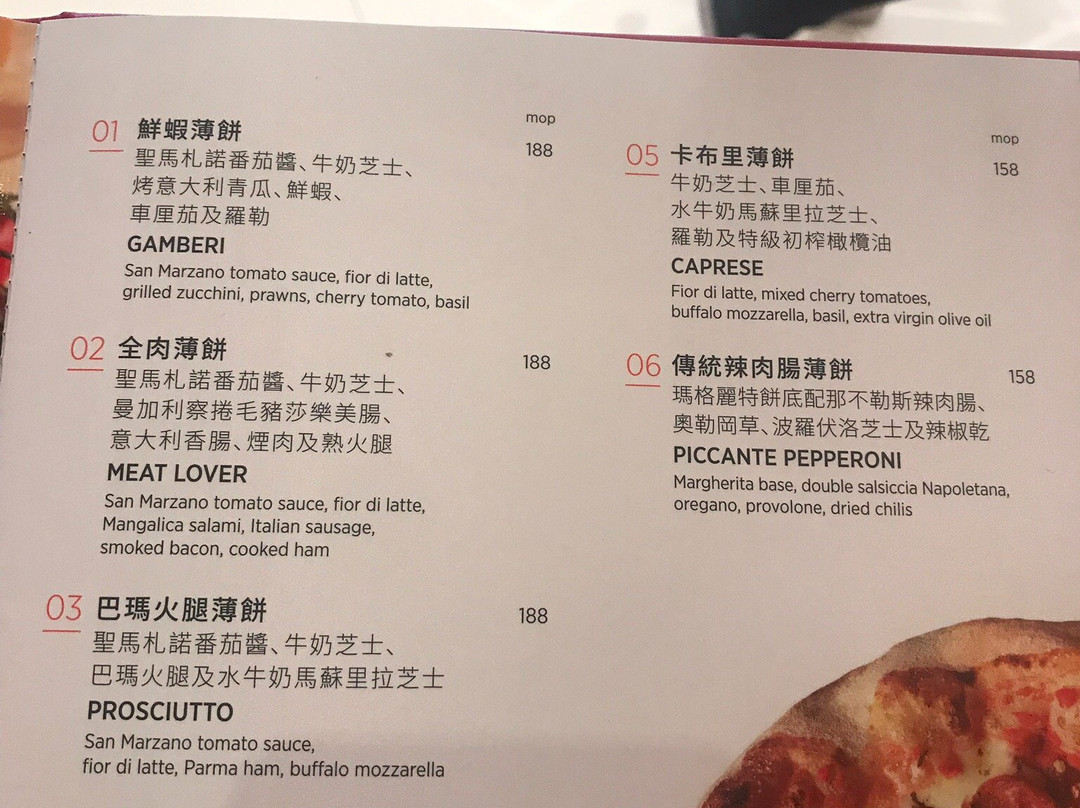 mop
01 鮮蝦薄餅 188
聖馬札諾番茄醬、牛奶芝士、
烤意大利青瓜、鮮蝦、
車厘茄及羅勒
GAMBERI
San Marzano tomato sauce, fior di latte,
grilled zucchini, prawns, cherry tomato, basil
02 全肉薄餅 188
聖馬札諾番茄醬、牛奶芝士、
曼加利察捲毛豬莎樂美腸、
意大利香腸、煙肉及熟火腿
MEAT LOVER
San Marzano tomato sauce, fior di latte,
Mangalica salami, Italian sausage,
smoked bacon, cooked ham
03 巴瑪火腿薄餅 188
聖馬札諾番茄醬、牛奶芝士、
巴瑪火腿及水牛奶馬蘇里拉芝士
PROSCIUTTO
San Marzano tomato sauce,
fior di latte, Parma ham, buffalo mozzarella
mop
05 卡布里薄餅 158
牛奶芝士、車厘茄、
水牛奶馬蘇里拉芝士、
羅勒及特級初榨橄欖油
CAPRESE
Fior di latte, mixed cherry tomatoes,
buffalo mozzarella, basil, extra virgin olive oil
06 傳統辣肉腸薄餅 158
瑪格麗特餅底配那不勒斯辣肉腸、
奧勒岡草、波羅伏洛芝士及辣椒乾
PICCANTE PEPPERONI
Margherita base, double salsiccia Napoletana,
oregano, provolone, dried chilis